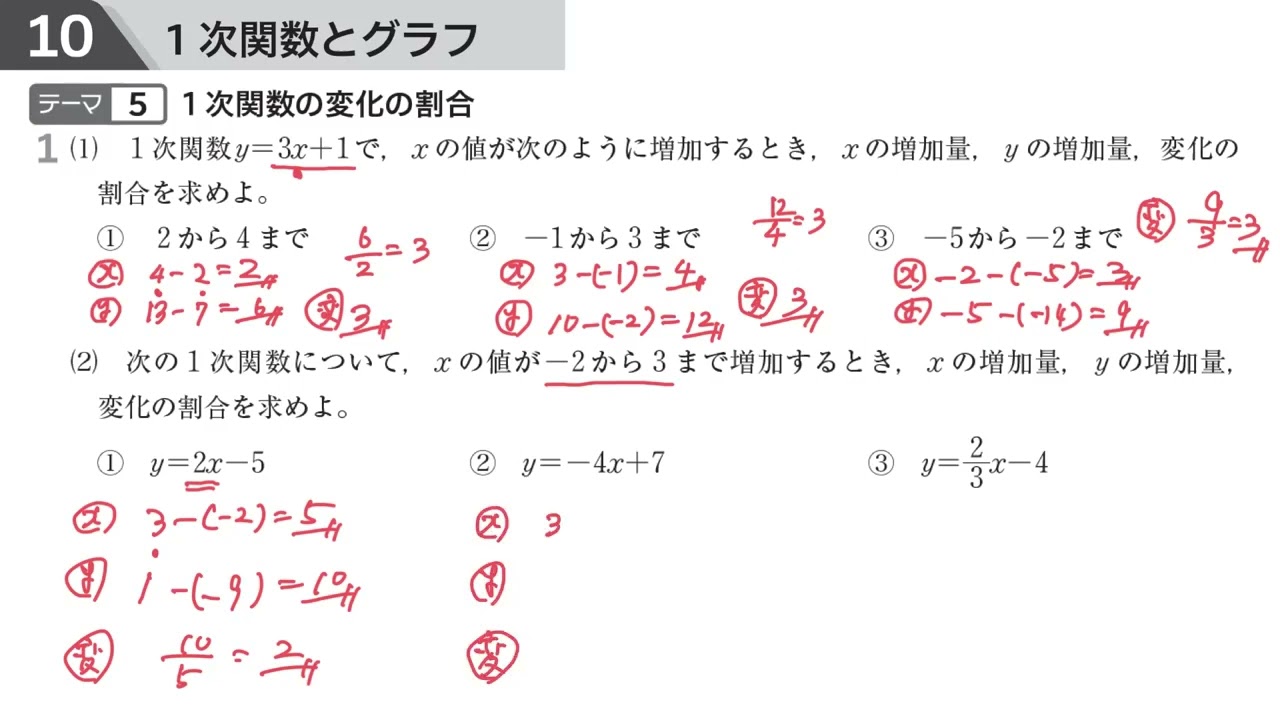 10 1次関数とグラフ
テーマ 5 1次関数の変化の割合
1 (1) 1次関数y=3x+1で，xの値が次のように増加するとき，xの増加量，yの増加量，変化の
割合を求めよ。
① 2から4まで 6/2=3 ② −1から3まで 12/4=3 ③ −5から−2まで 変 9/3=3
x 4−2=2 x 3−(−1)=4 x −2−(−5)=3
y 13−7=6 変 3 y 10−(−2)=12 変 3 y −5−(−14)=9
(2) 次の1次関数について，xの値が−2から3まで増加するとき，xの増加量，yの増加量，
変化の割合を求めよ。
① y=2x−5 ② y=−4x+7 ③ y=2/3x−4
x 3−(−2)=5 x 3
y 1−(−9)=10 y
変 10/5=2 変